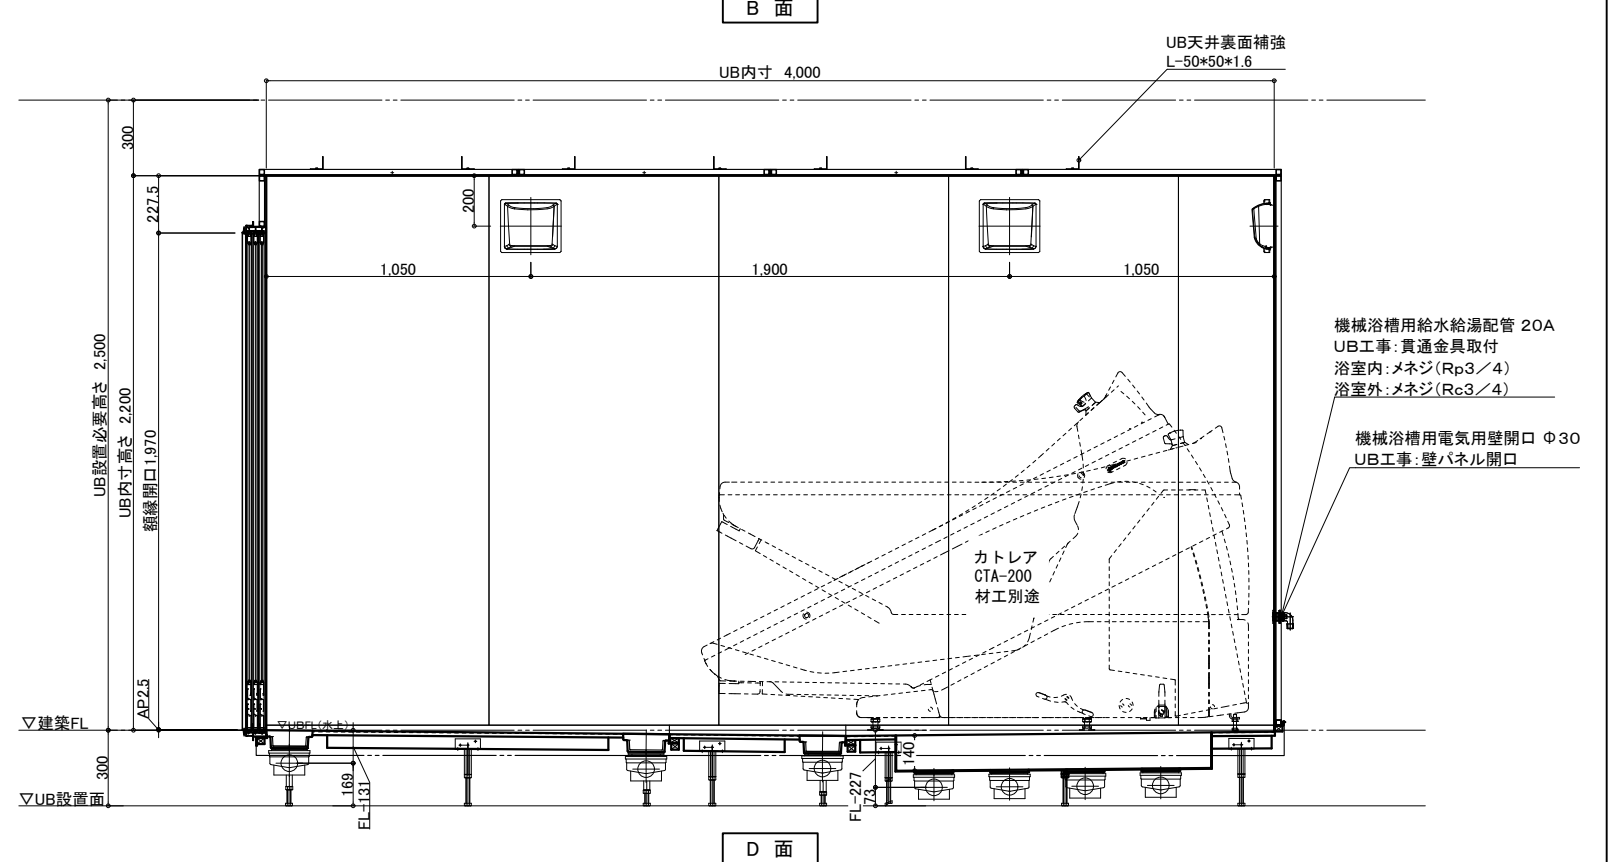 B 面
UB天井裏面補強
L-50*50*1.6
UB内寸 4,000
300
227.5
200
1,050
1,900
1,050
UB設置必要高さ 2,500
UB内寸高さ 2,200
額縁開口1,970
AP2.5
機械浴槽用給水給湯配管 20A
UB工事:貫通金具取付
浴室内:メネジ(Rp3/4)
浴室外:メネジ(Rc3/4)
機械浴槽用電気用壁開口 Φ30
UB工事:壁パネル開口
カトレア
CTA-200
材工別途
▽建築FL
▽UBFL(水上)
300
169
FL-131
FL-227
73
140
▽UB設置面
D 面